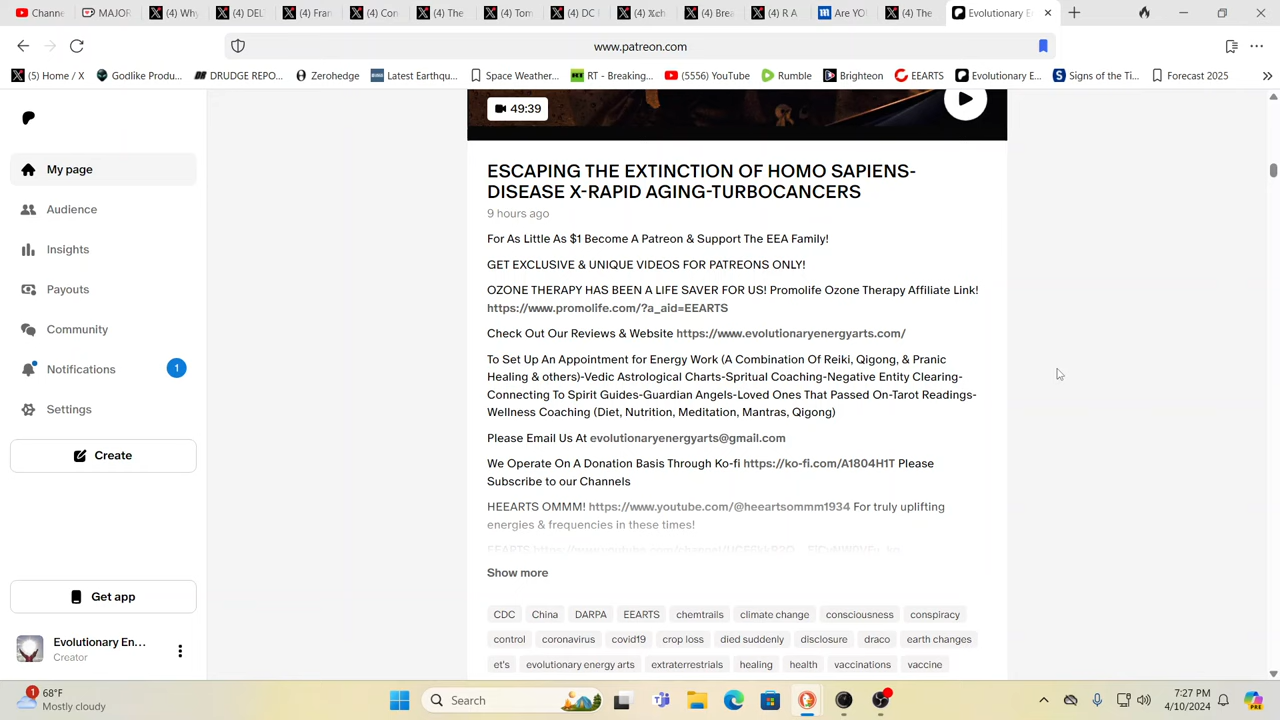 Channe
MAJOR
(4) Why
(4) DEL
(4) Fran
(4) Con
(4) The
(4) Tom
(4) DC f
(4) Xch
(4) Brea
(4) R A
Are YO
(4) The
Evolutionary E
www.patreon.com
(5) Home / X
Godlike Produ...
DRUDGE REPO...
Zerohedge
Latest Earthqu...
Space Weather...
RT - Breaking...
(5556) YouTube
Rumble
Brighteon
EEARTS
Evolutionary E...
Signs of the Ti...
Forecast 2025
49:39
My page
Audience
Insights
Payouts
Community
Notifications
1
Settings
Create
Get app
Evolutionary En...
Creator
ESCAPING THE EXTINCTION OF HOMO SAPIENS-
DISEASE X-RAPID AGING-TURBOCANCERS
9 hours ago
For As Little As $1 Become A Patreon & Support The EEA Family!
GET EXCLUSIVE & UNIQUE VIDEOS FOR PATREONS ONLY!
OZONE THERAPY HAS BEEN A LIFE SAVER FOR US! Promolife Ozone Therapy Affiliate Link!
https://www.promolife.com/?a_aid=EEARTS
Check Out Our Reviews & Website https://www.evolutionaryenergyarts.com/
To Set Up An Appointment for Energy Work (A Combination Of Reiki, Qigong, & Pranic
Healing & others)-Vedic Astrological Charts-Spritual Coaching-Negative Entity Clearing-
Connecting To Spirit Guides-Guardian Angels-Loved Ones That Passed On-Tarot Readings-
Wellness Coaching (Diet, Nutrition, Meditation, Mantras, Qigong)
Please Email Us At evolutionaryenergyarts@gmail.com
We Operate On A Donation Basis Through Ko-fi https://ko-fi.com/A1804H1T Please
Subscribe to our Channels
HEEARTS OMMM! https://www.youtube.com/@heeartsommm1934 For truly uplifting
energies & frequencies in these times!
Show more
CDC
China
DARPA
EEARTS
chemtrails
climate change
consciousness
conspiracy
control
coronavirus
covid19
crop loss
died suddenly
disclosure
draco
earth changes
et's
evolutionary energy arts
extraterrestrials
healing
health
vaccinations
vaccine
1
68°F
Mostly cloudy
Search
7:27 PM
4/10/2024